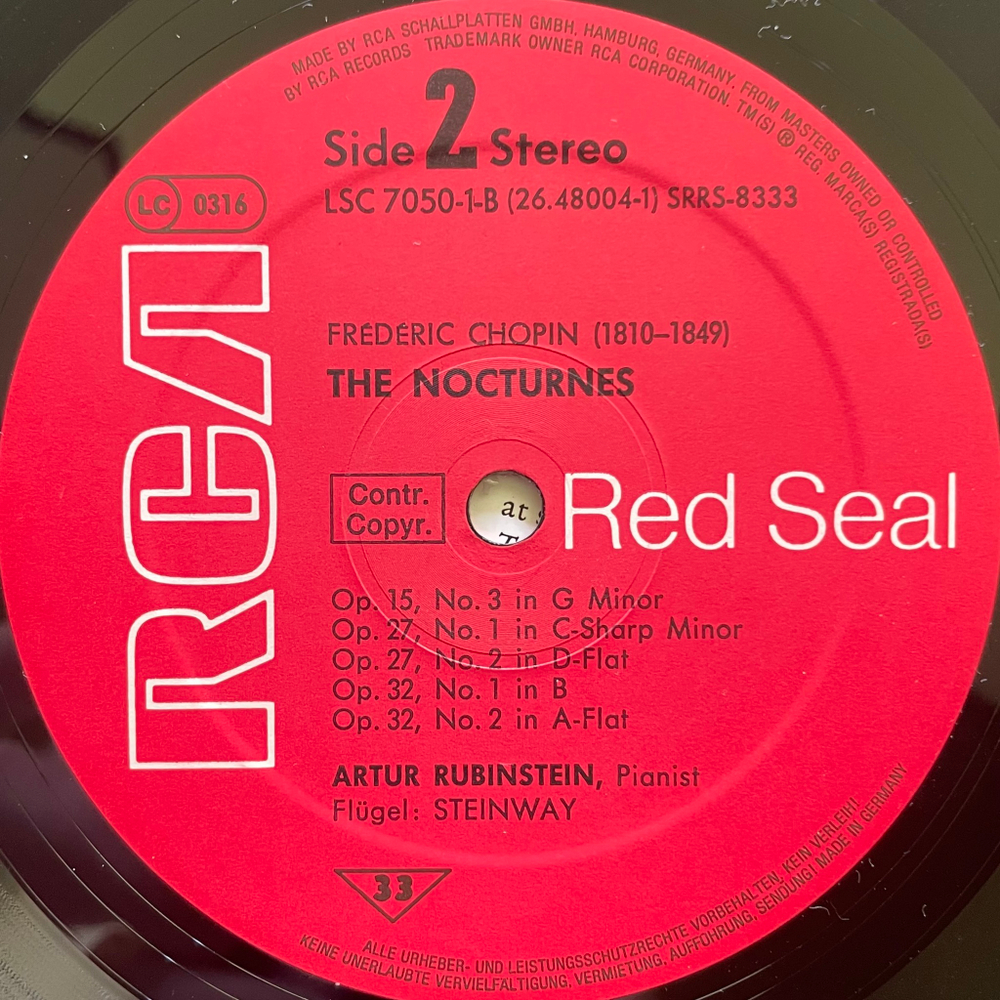 MADE BY RCA SCHALLPLATTEN GMBH, HAMBURG, GERMANY, FROM MASTERS OWNED OR CONTROLLED
BY RCA RECORDS TRADEMARK OWNER RCA CORPORATION. TM(S) ® REG. MARCA(S) REGISTRADA(S)
Side 2 Stereo
LC 0316
LSC 7050-1-B (26.48004-1) SRRS-8333
RCA
FRÉDÉRIC CHOPIN (1810–1849)
THE NOCTURNES
Contr.
Copyr.
at
Red Seal
Op. 15, No. 3 in G Minor
Op. 27, No. 1 in C-Sharp Minor
Op. 27, No. 2 in D-Flat
Op. 32, No. 1 in B
Op. 32, No. 2 in A-Flat
ARTUR RUBINSTEIN, Pianist
Flügel: STEINWAY
33
ALLE URHEBER- UND LEISTUNGSSCHUTZRECHTE VORBEHALTEN, KEIN VERLEIH!
KEINE UNERLAUBTE VERVIELFÄLTIGUNG, VERMIETUNG, AUFFÜHRUNG, SENDUNG! MADE IN GERMANY